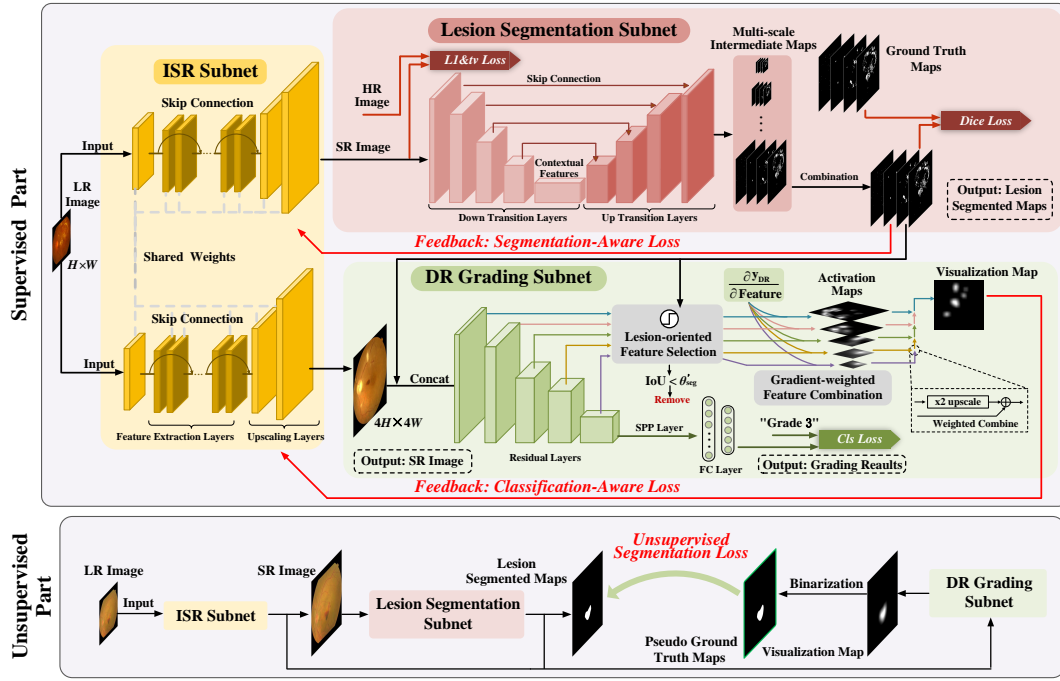 Supervised Part
ISR Subnet
Skip Connection
Input
LR
Image
H×W
Shared Weights
Skip Connection
Input
Feature Extraction Layers
Upscaling Layers
Lesion Segmentation Subnet
L1&tv Loss
HR
Image
SR Image
Skip Connection
Contextual
Features
Down Transition Layers
Up Transition Layers
Multi-scale
Intermediate Maps
Combination
Ground Truth
Maps
Dice Loss
Output: Lesion
Segmented Maps
Feedback: Segmentation-Aware Loss
DR Grading Subnet
4H×4W
Concat
Output: SR Image
Residual Layers
Lesion-oriented
Feature Selection
IoU < θ'seg
Remove
SPP Layer
FC Layer
∂ yDR
∂ Feature
Activation
Maps
Visualization Map
Gradient-weighted
Feature Combination
x2 upscale
Weighted Combine
"Grade 3"
Cls Loss
Output: Grading Results
Feedback: Classification-Aware Loss
Unsupervised
Part
LR Image
Input
ISR Subnet
SR Image
Lesion Segmentation
Subnet
Lesion
Segmented Maps
Unsupervised
Segmentation Loss
Pseudo Ground
Truth Maps
Binarization
Visualization Map
DR Grading
Subnet